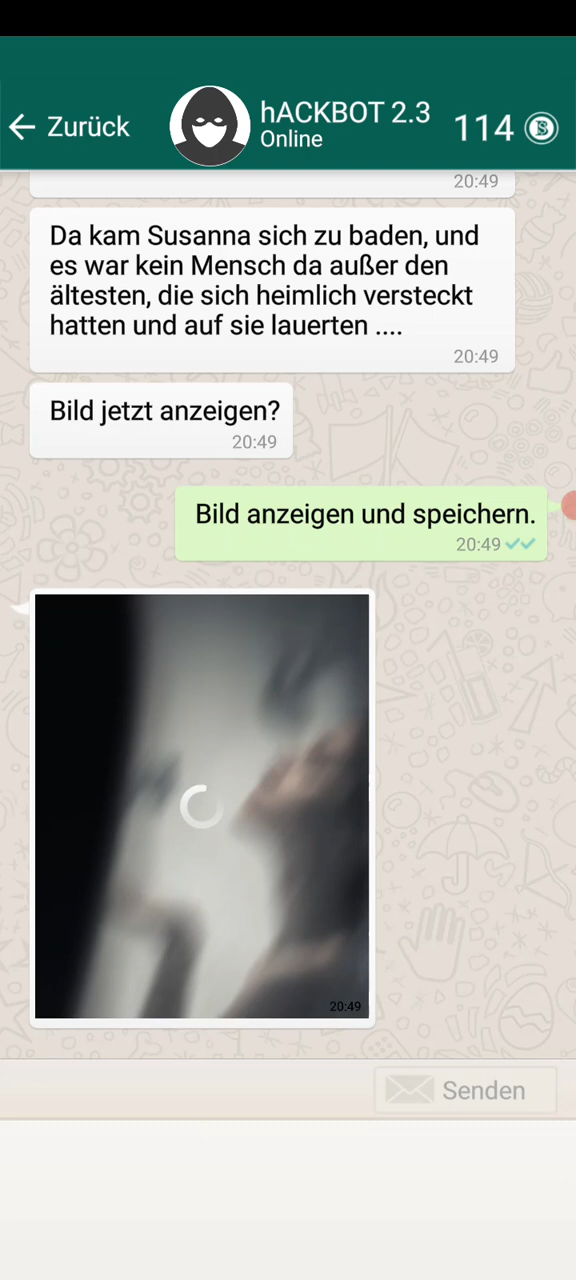 Zurück
hACKBOT 2.3
Online
114
20:49
Da kam Susanna sich zu baden, und
es war kein Mensch da außer den
ältesten, die sich heimlich versteckt
hatten und auf sie lauerten ....
20:49
Bild jetzt anzeigen?
20:49
Bild anzeigen und speichern.
20:49
20:49
Senden